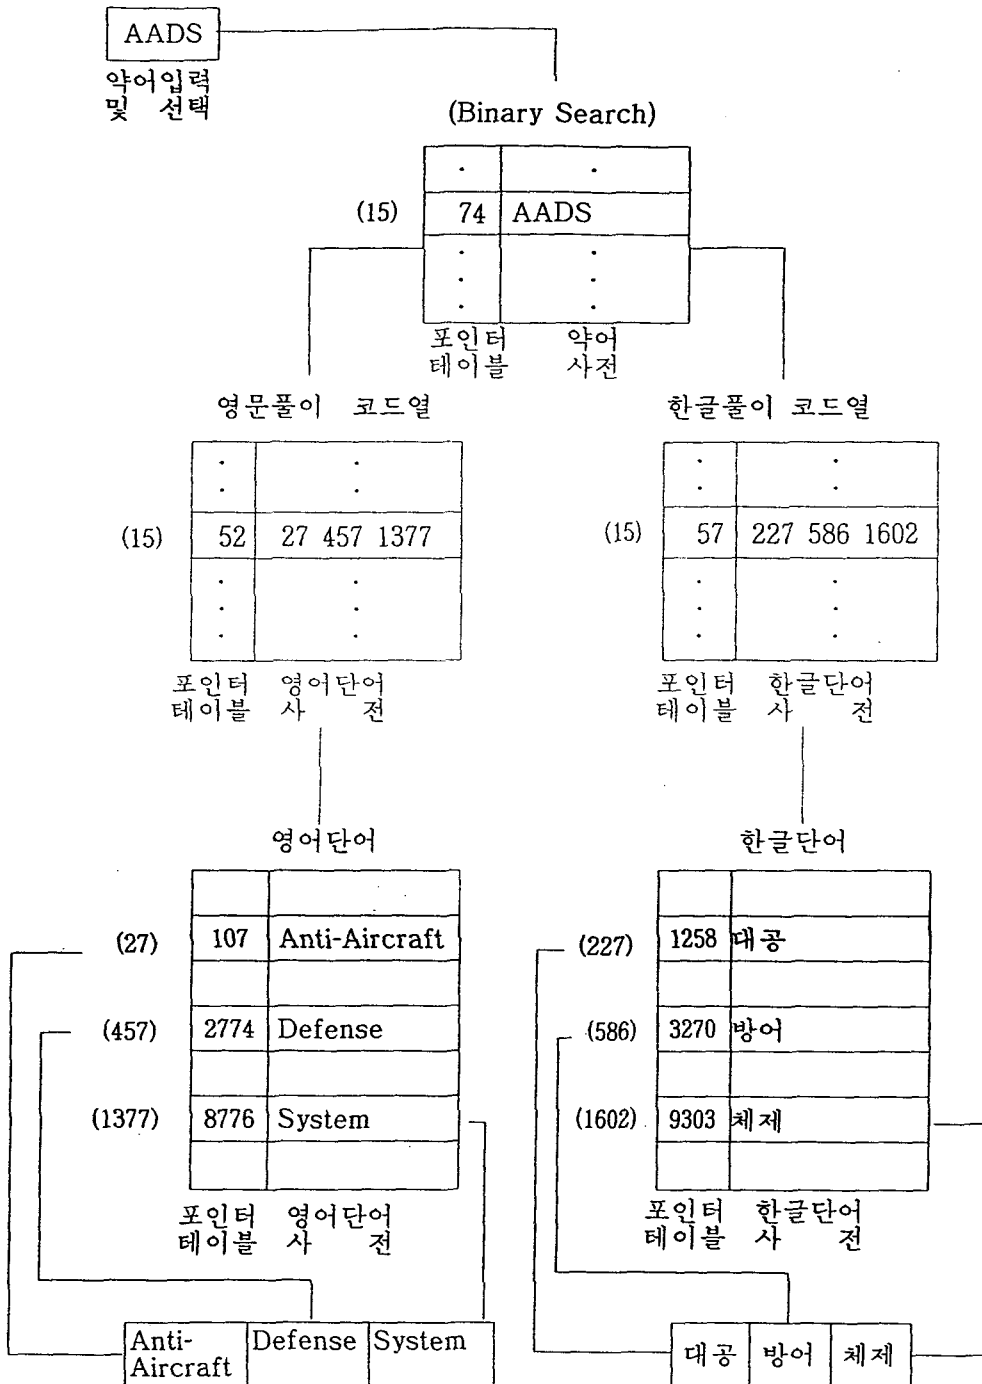 AADS
약어입력
및 선택
(Binary Search)
(15) 74 AADS
포인터 약어
테이블 사전
영문풀이 코드열
(15) 52 27 457 1377
포인터 영어단어
테이블 사 전
한글풀이 코드열
(15) 57 227 586 1602
포인터 한글단어
테이블 사 전
영어단어
(27) 107 Anti-Aircraft
(457) 2774 Defense
(1377) 8776 System
포인터 영어단어
테이블 사 전
한글단어
(227) 1258 대공
(586) 3270 방어
(1602) 9303 체제
포인터 한글단어
테이블 사 전
Anti- Defense System
Aircraft
대공 방어 체제